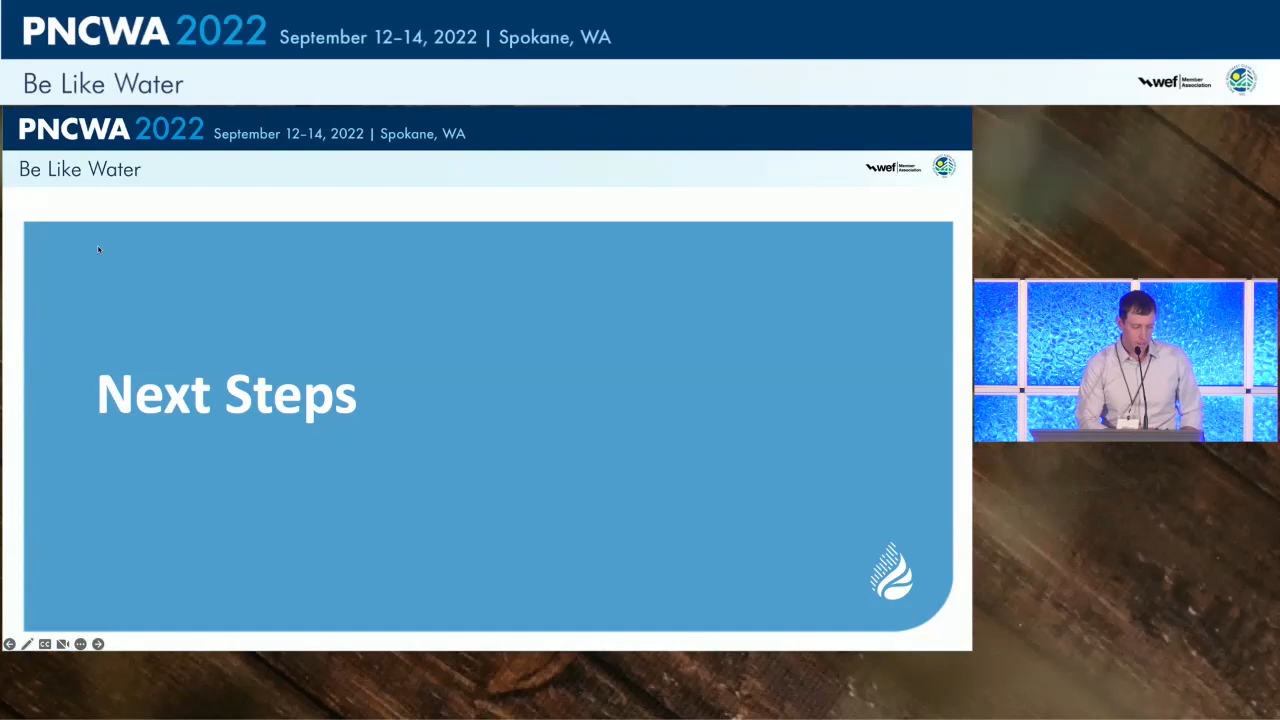 PNCWA 2022 September 12–14, 2022 | Spokane, WA
Be Like Water
wef Member Association
PNCWA 2022 September 12–14, 2022 | Spokane, WA
Be Like Water
wef Member Association
Next Steps
CC